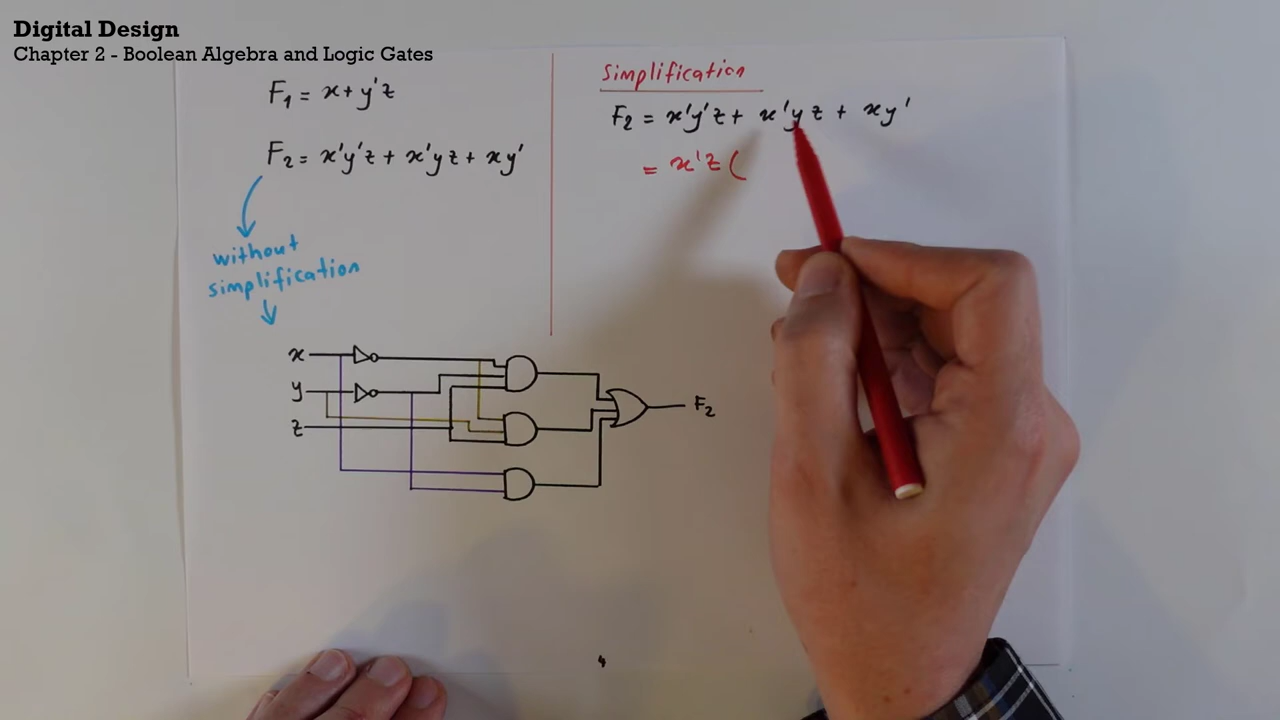 Digital Design
Chapter 2 - Boolean Algebra and Logic Gates
F₁ = x + y'z
F₂ = x'y'z + x'yz + xy'
without
simplification
x
y
z
F₂
Simplification
F₂ = x'y'z + x'yz + xy'
= x'z (